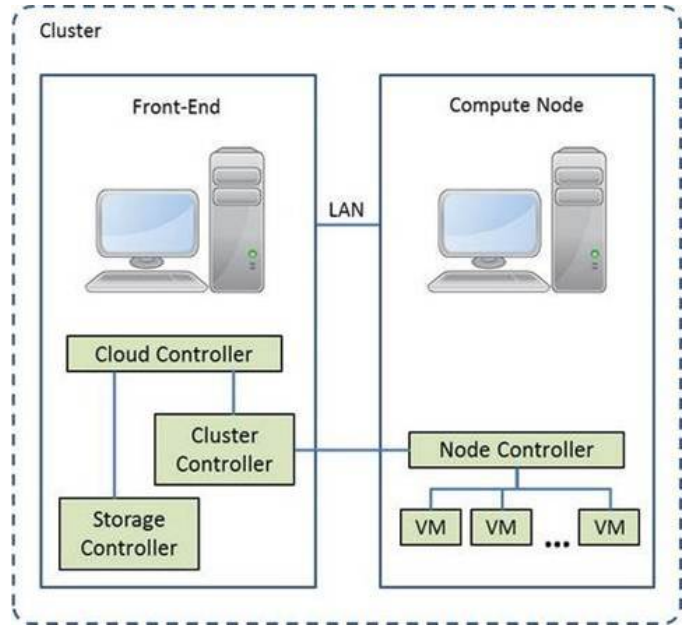 Cluster
Front-End
Compute Node
LAN
Cloud Controller
Cluster
Controller
Storage
Controller
Node Controller
VM VM ... VM